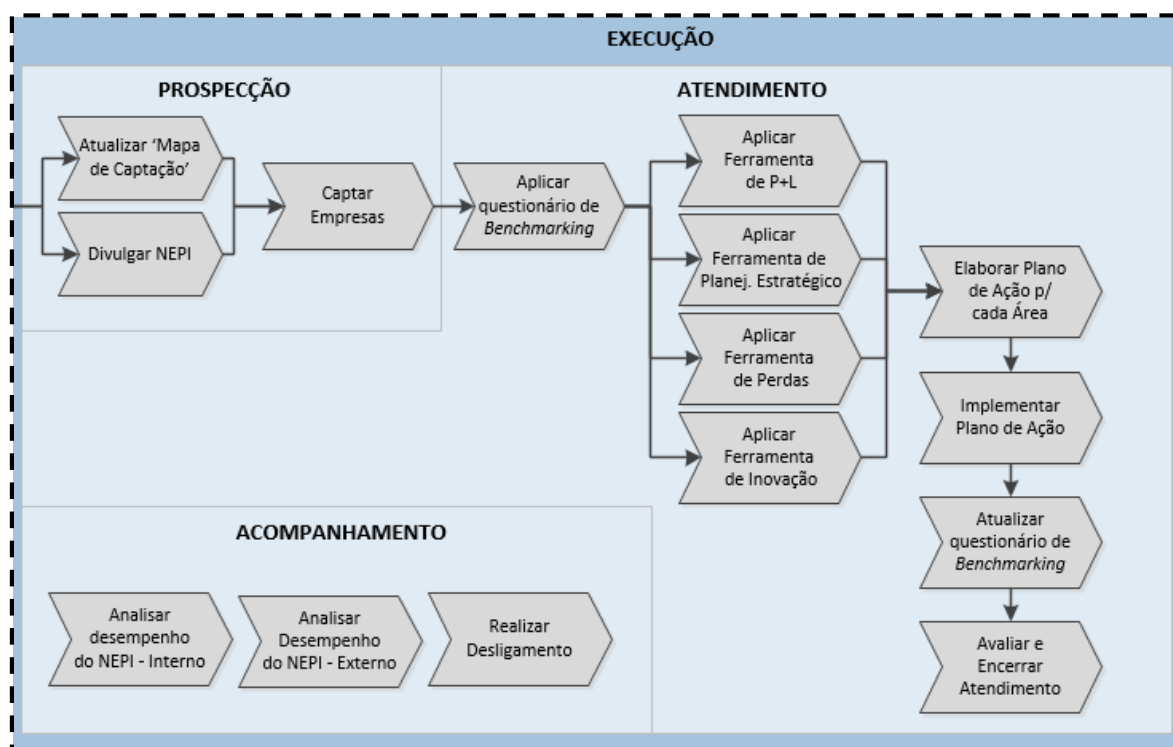 EXECUÇÃO
PROSPECÇÃO
Atualizar ‘Mapa
de Captação’
Divulgar NEPI
Captar
Empresas
ATENDIMENTO
Aplicar
questionário de
Benchmarking
Aplicar
Ferramenta
de P+L
Aplicar
Ferramenta de
Planej. Estratégico
Aplicar
Ferramenta
de Perdas
Aplicar
Ferramenta
de Inovação
Elaborar Plano
de Ação p/
cada Área
Implementar
Plano de Ação
Atualizar
questionário de
Benchmarking
Avaliar e
Encerrar
Atendimento
ACOMPANHAMENTO
Analisar
desempenho
do NEPI - Interno
Analisar
Desempenho
do NEPI - Externo
Realizar
Desligamento